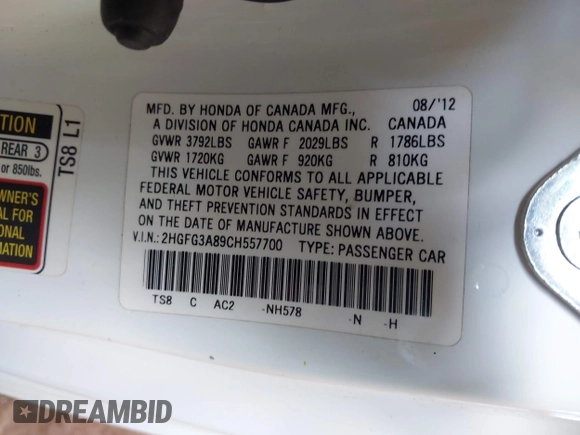 MFD. BY HONDA OF CANADA MFG., 08/'12
A DIVISION OF HONDA CANADA INC. CANADA
GVWR 3792LBS GAWR F 2029LBS R 1786LBS
GVWR 1720KG GAWR F 920KG R 810KG
THIS VEHICLE CONFORMS TO ALL APPLICABLE
FEDERAL MOTOR VEHICLE SAFETY, BUMPER,
AND THEFT PREVENTION STANDARDS IN EFFECT
ON THE DATE OF MANUFACTURE SHOWN ABOVE.
V.I.N.: 2HGFG3A89CH557700 TYPE: PASSENGER CAR
TS8 C AC2 -NH578 -N -H
TION
REAR 3
or 850lbs.
WNER'S
AL FOR
IONAL
RMATION
TS8 L1
DREAMBID